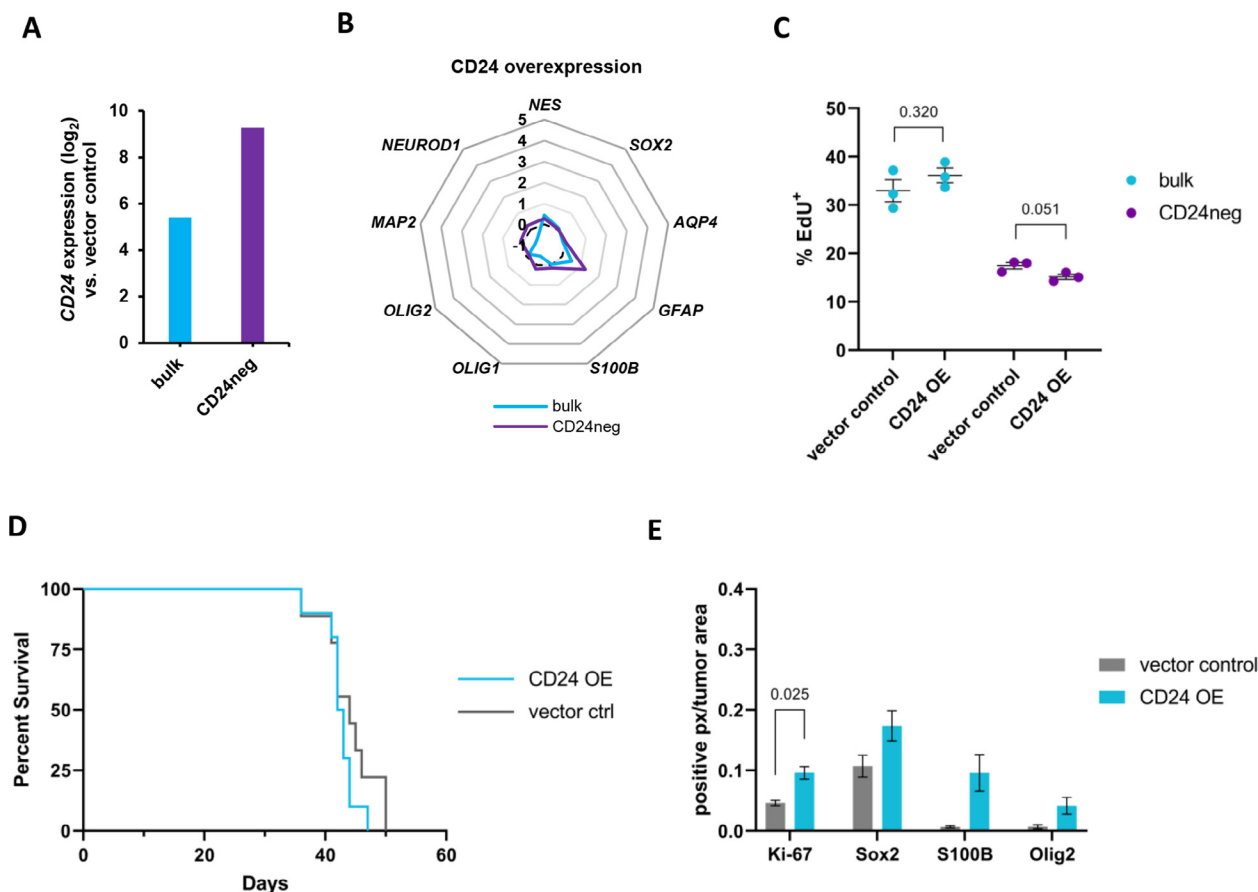 A
CD24 expression (log2)
vs. vector control
10
8
6
4
2
0
bulk
CD24neg
B
CD24 overexpression
NES
SOX2
AQP4
GFAP
S100B
OLIG1
OLIG2
MAP2
NEUROD1
5
4
3
2
1
0
-1
bulk
CD24neg
C
% EdU+
50
40
30
20
10
0
0.320
0.051
vector control
CD24 OE
vector control
CD24 OE
bulk
CD24neg
D
Percent Survival
100
75
50
25
0
0
20
40
60
Days
CD24 OE
vector ctrl
E
positive px/tumor area
0.4
0.3
0.2
0.1
0.0
0.025
Ki-67
Sox2
S100B
Olig2
vector control
CD24 OE